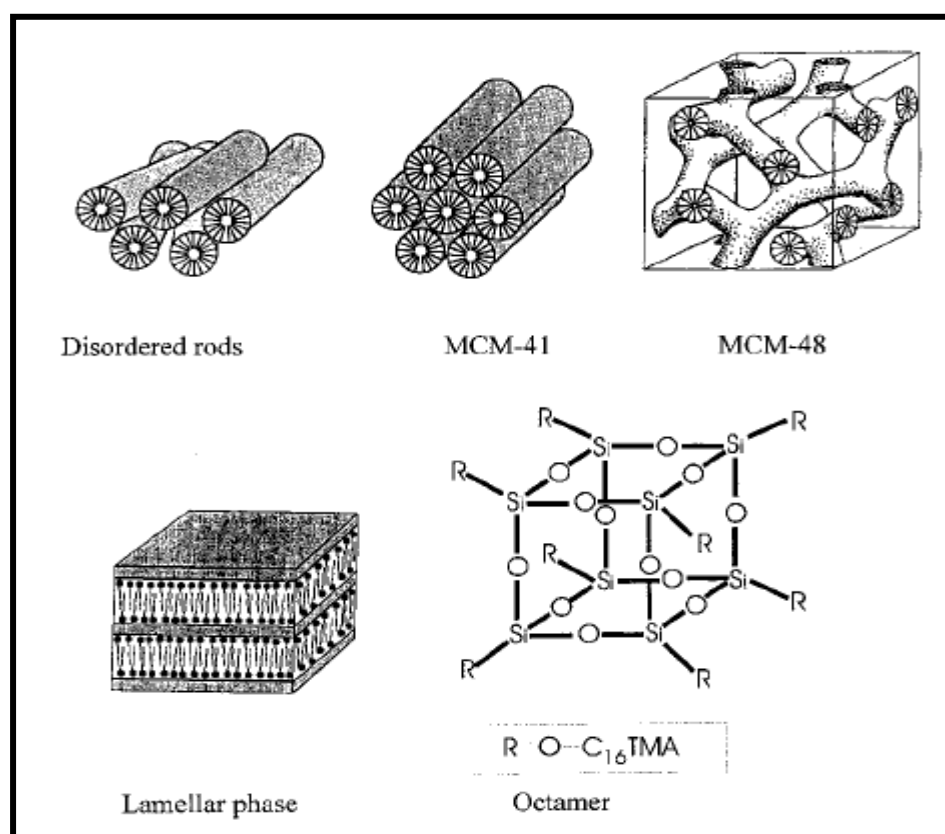 Disordered rods
MCM-41
MCM-48
R R
Si O Si
R O O
Si O Si
O O
R
R O O
Si O Si
O O R
Si O Si
R R
R O--C₁₆TMA
Lamellar phase
Octamer